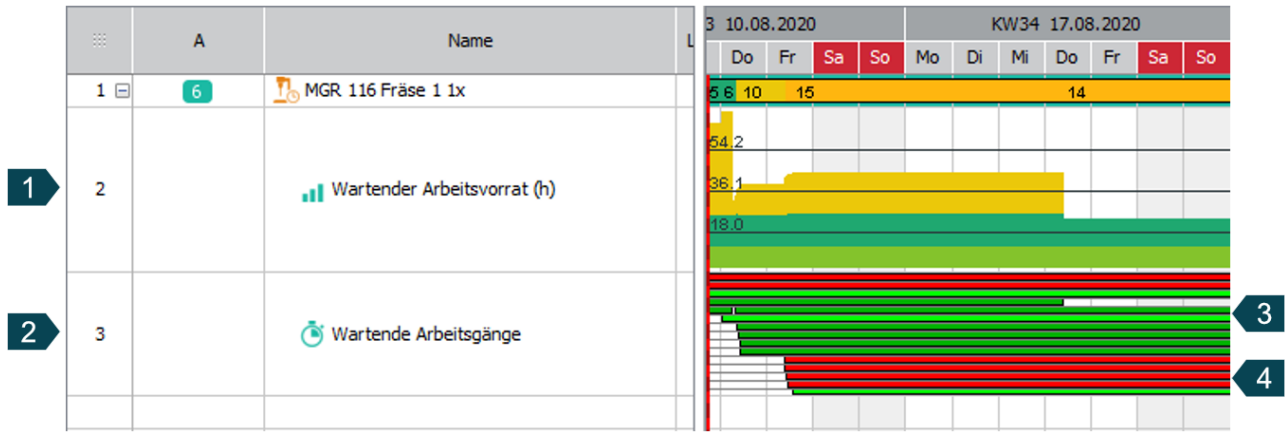 A Name L
3 10.08.2020 KW34 17.08.2020
Do Fr Sa So Mo Di Mi Do Fr Sa So
1 6 MGR 116 Fräse 1 1x
5 6 10 15 14
54.2
1 2 Wartender Arbeitsvorrat (h)
36.1
18.0
3
2 3 Wartende Arbeitsgänge
4